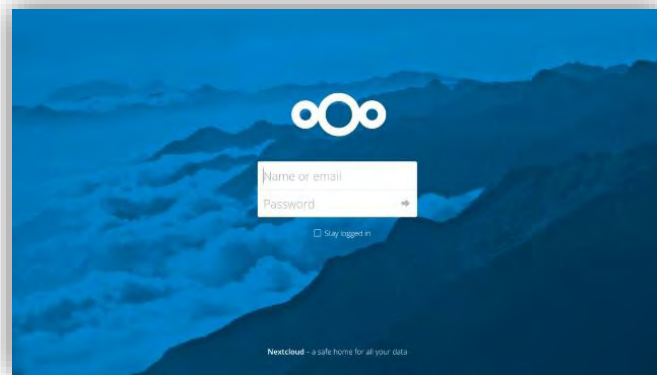 Name or email
Password
Stay logged in
Nextcloud – a safe home for all your data